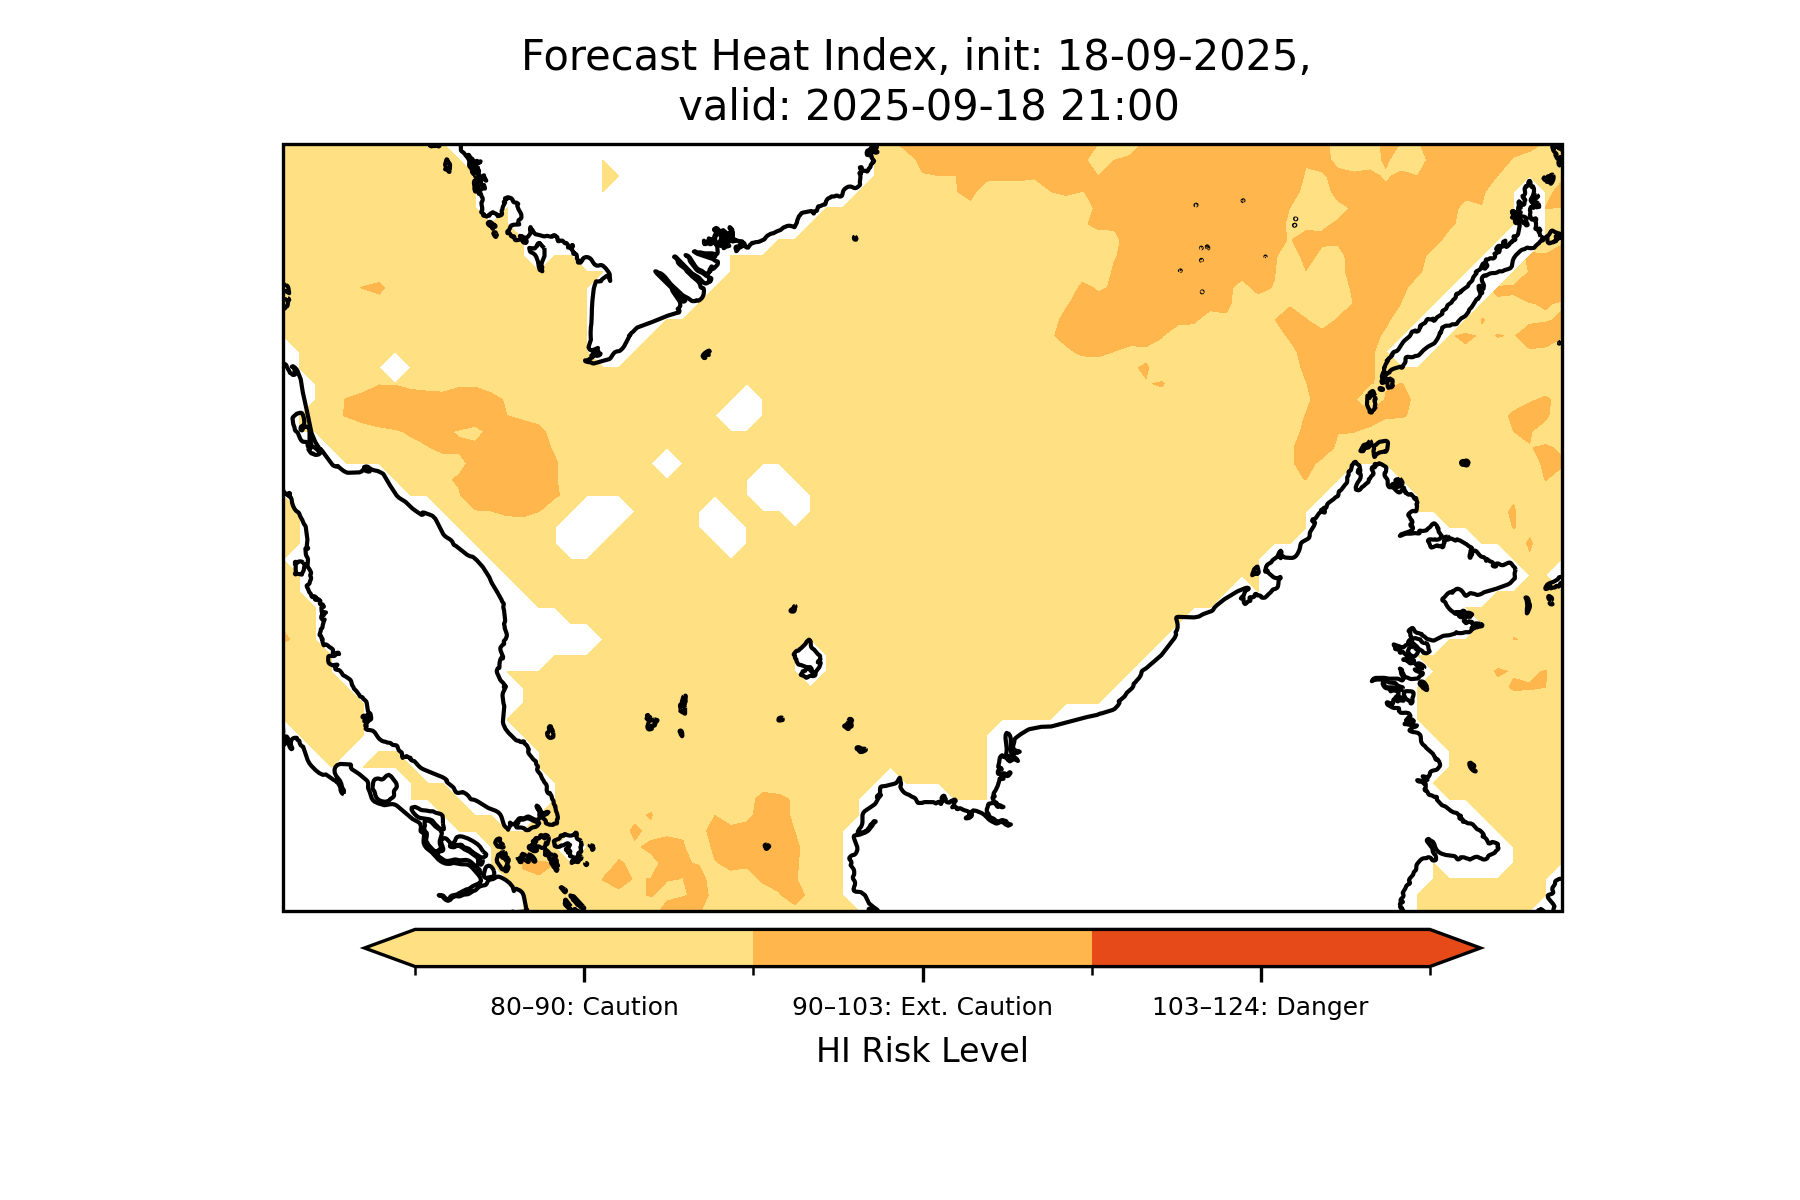 Forecast Heat Index, init: 18-09-2025,
valid: 2025-09-18 21:00
80–90: Caution
90–103: Ext. Caution
103–124: Danger
HI Risk Level